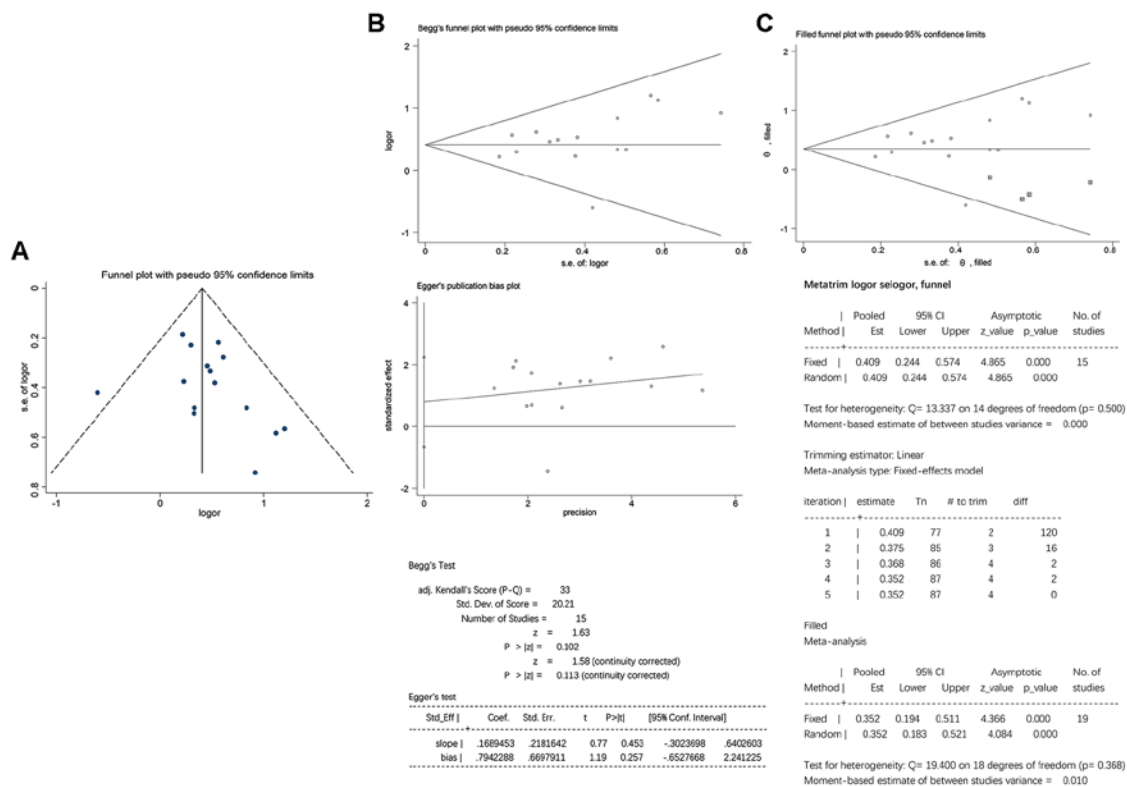 A
Funnel plot with pseudo 95% confidence limits
0
0.2
0.4
0.6
0.8
s.e. of logor
-1
0
1
2
logor
B
Begg's funnel plot with pseudo 95% confidence limits
2
1
0
-1
logor
0
0.2
0.4
0.6
0.8
s.e. of: logor
Egger's publication bias plot
4
2
0
-2
standardized effect
0
2
4
6
precision
Begg's Test
adj. Kendall's Score (P-Q) = 33
Std. Dev. of Score = 20.21
Number of Studies = 15
z = 1.63
P > |z| = 0.102
z = 1.58 (continuity corrected)
P > |z| = 0.113 (continuity corrected)
Egger's test
Std_Eff | Coef. Std. Err. t P>|t| [95% Conf. Interval]
slope | .1689453 .2181642 0.77 0.453 -.3023698 .6402603
bias | .7942288 .6697911 1.19 0.257 -.6527668 2.241225
C
Filled funnel plot with pseudo 95% confidence limits
2
1
0
-1
θ , filled
0
0.2
0.4
0.6
0.8
s.e. of: θ , filled
Metatrim logor selogor, funnel
| Pooled 95% CI Asymptotic No. of
Method | Est Lower Upper z_value p_value studies
Fixed | 0.409 0.244 0.574 4.865 0.000 15
Random | 0.409 0.244 0.574 4.865 0.000
Test for heterogeneity: Q= 13.337 on 14 degrees of freedom (p= 0.500)
Moment-based estimate of between studies variance = 0.000
Trimming estimator: Linear
Meta-analysis type: Fixed-effects model
iteration | estimate Tn # to trim diff
1 | 0.409 77 2 120
2 | 0.375 85 3 16
3 | 0.368 86 4 2
4 | 0.352 87 4 2
5 | 0.352 87 4 0
Filled
Meta-analysis
| Pooled 95% CI Asymptotic No. of
Method | Est Lower Upper z_value p_value studies
Fixed | 0.352 0.194 0.511 4.366 0.000 19
Random | 0.352 0.183 0.521 4.084 0.000
Test for heterogeneity: Q= 19.400 on 18 degrees of freedom (p= 0.368)
Moment-based estimate of between studies variance = 0.010